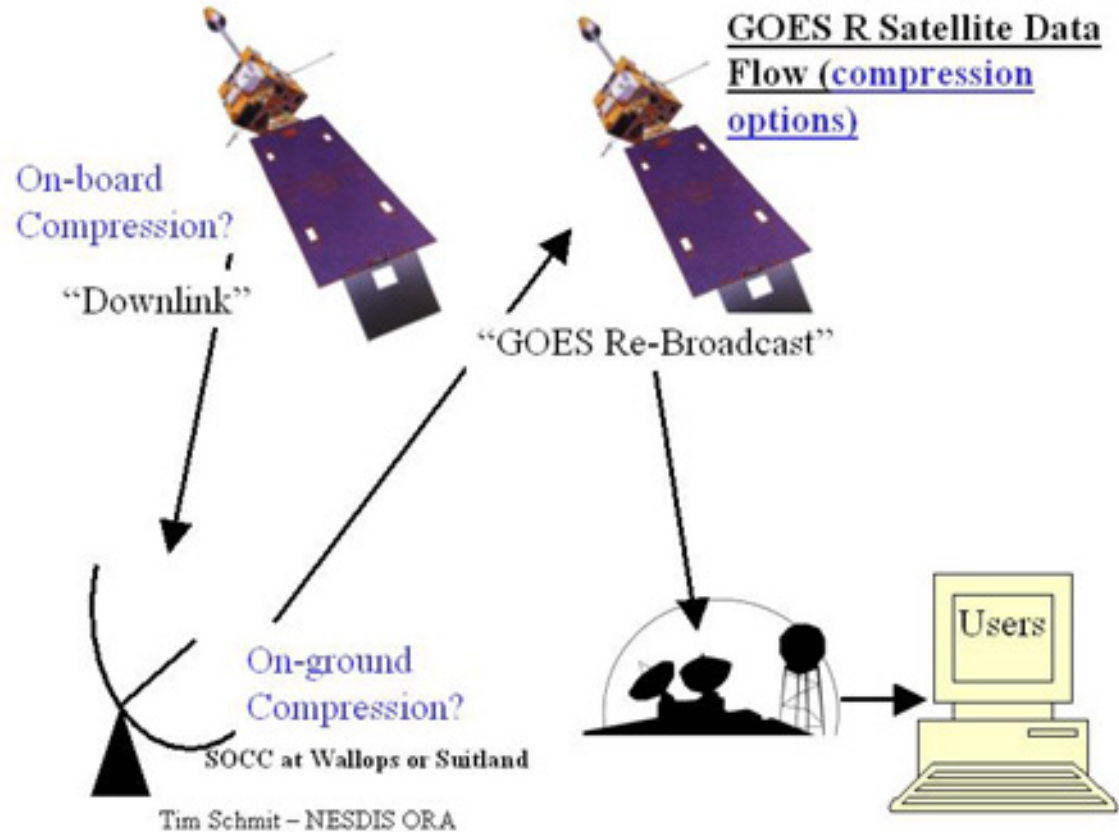 GOES R Satellite Data
Flow (compression
options)
On-board
Compression?
“Downlink”
“GOES Re-Broadcast”
On-ground
Compression?
SOCC at Wallops or Suitland
Users
Tim Schmit – NESDIS ORA